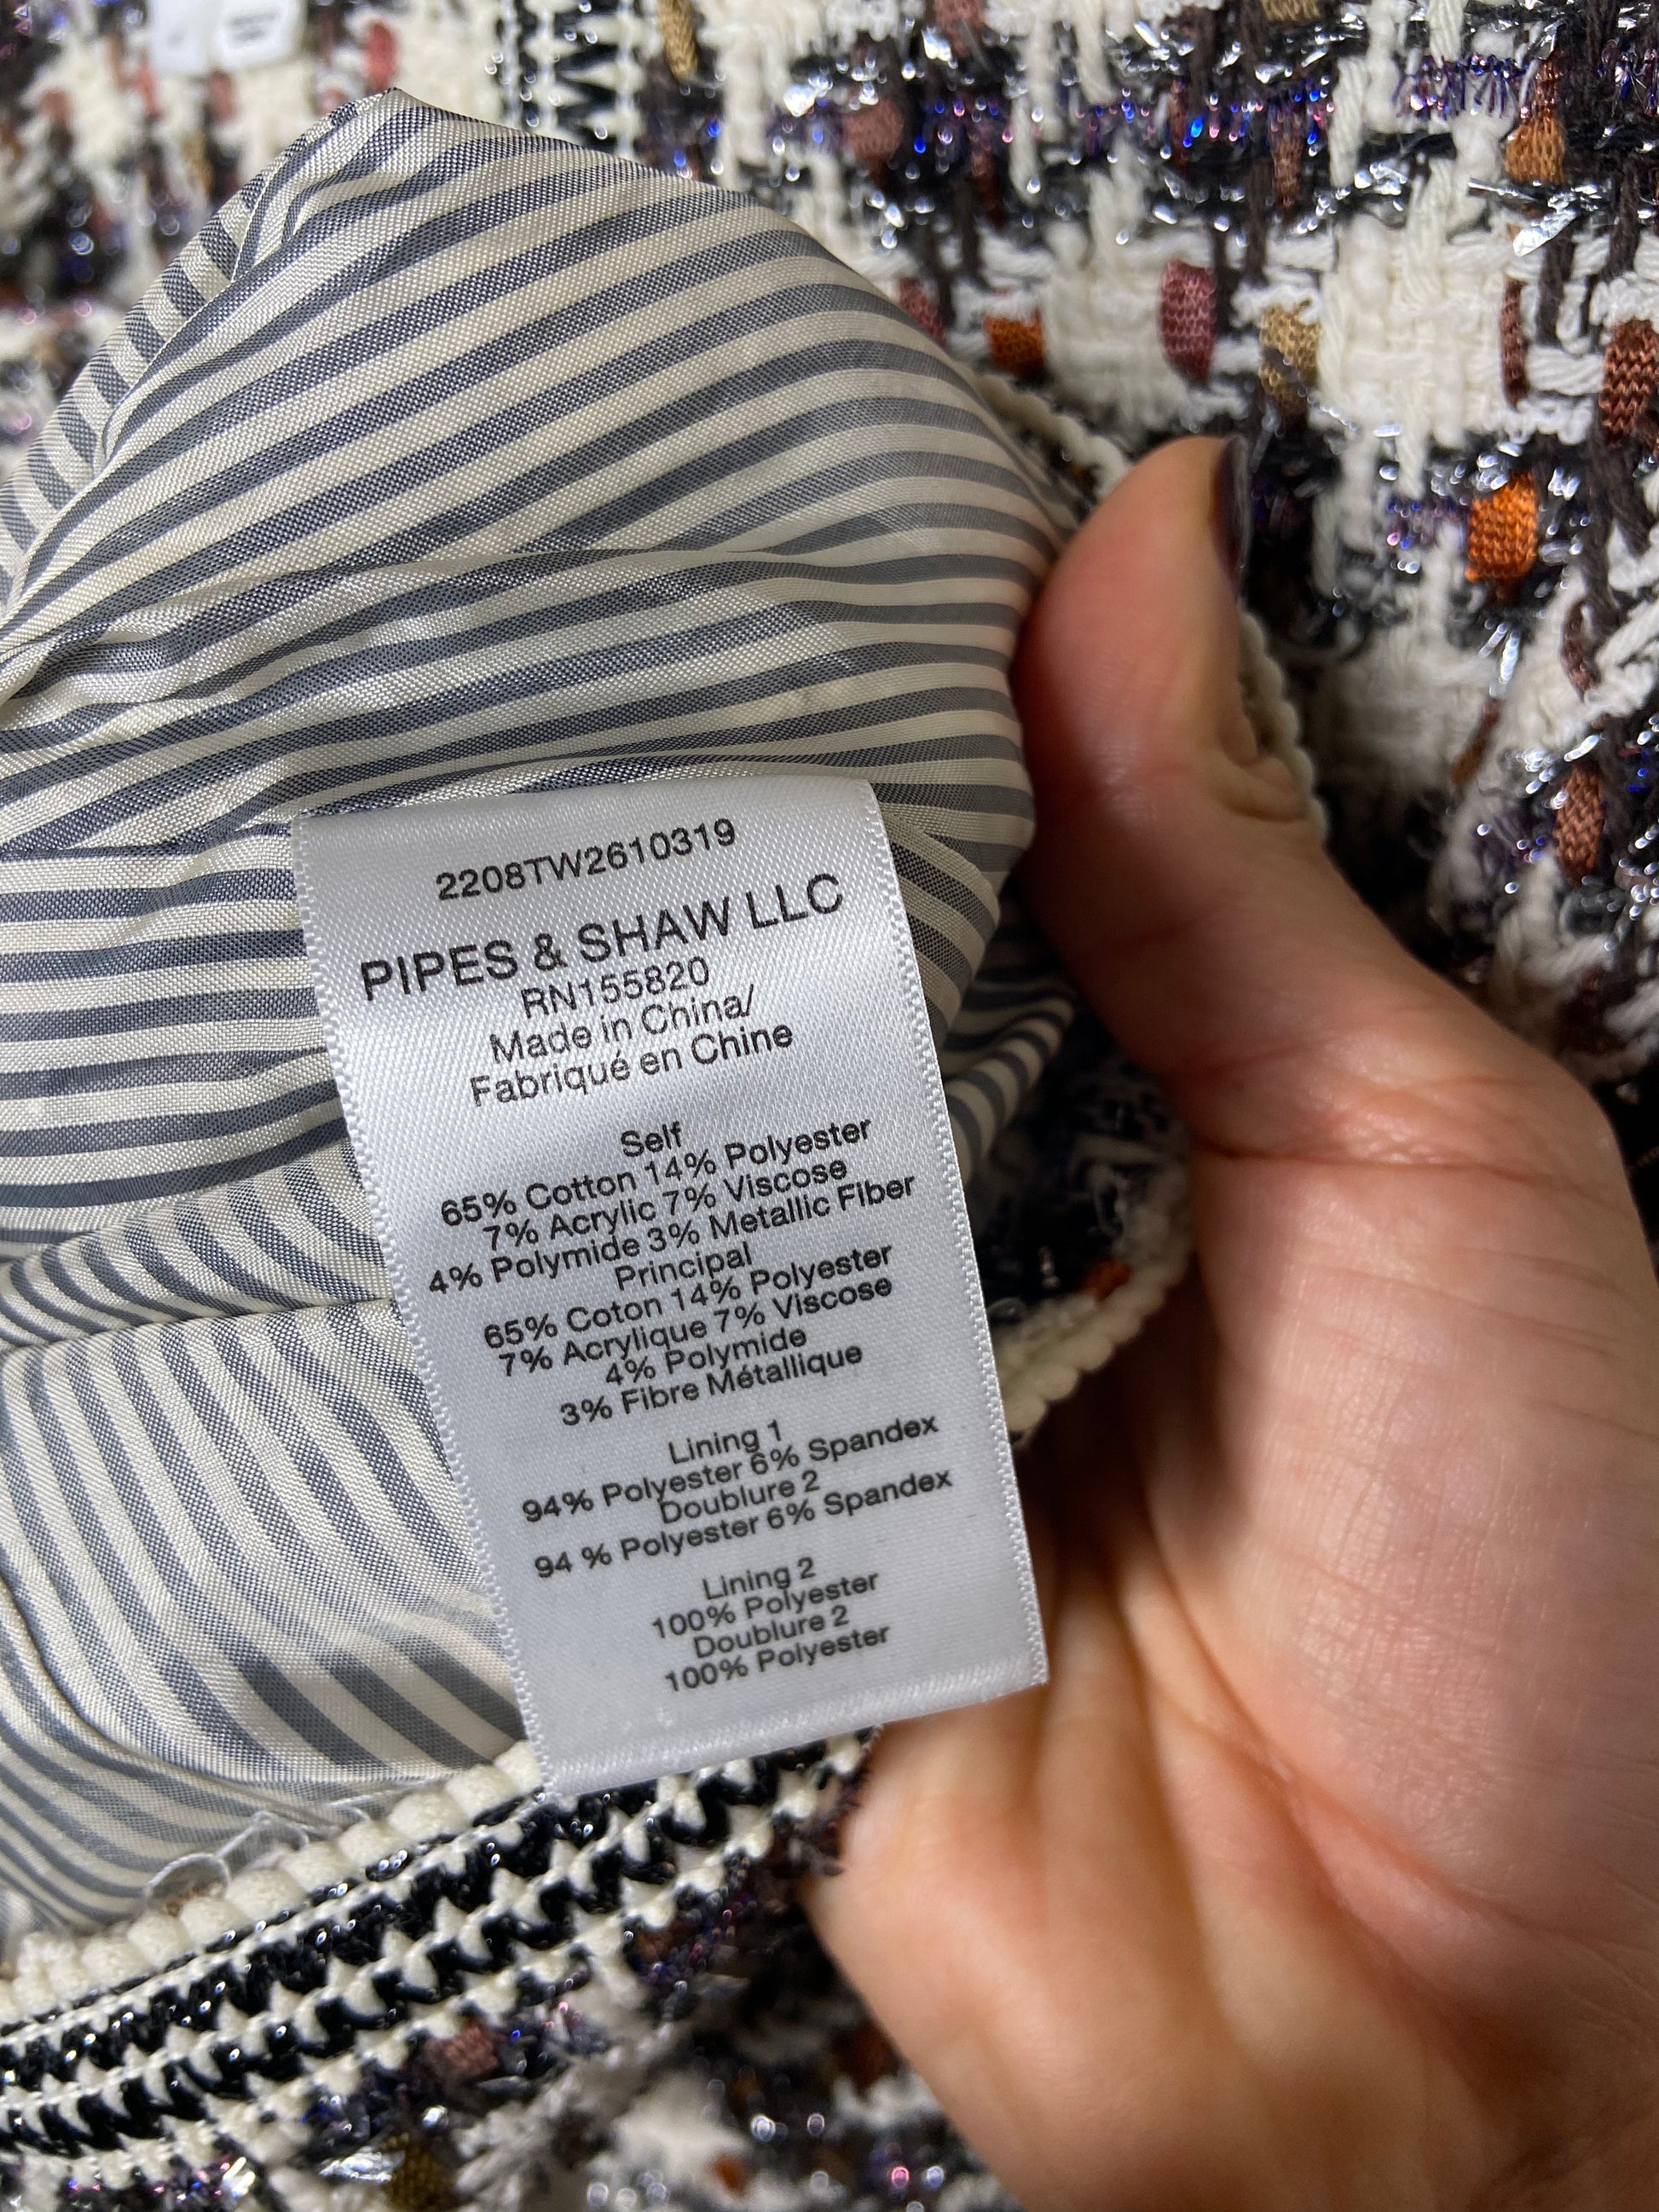 2208TW2610319
PIPES & SHAW LLC
RN155820
Made in China/
Fabriqué en Chine
Self
65% Cotton 14% Polyester
7% Acrylic 7% Viscose
4% Polymide 3% Metallic Fiber
Principal
65% Coton 14% Polyester
7% Acrylique 7% Viscose
4% Polymide
3% Fibre Métallique
Lining 1
94% Polyester 6% Spandex
Doublure 2
94 % Polyester 6% Spandex
Lining 2
100% Polyester
Doublure 2
100% Polyester